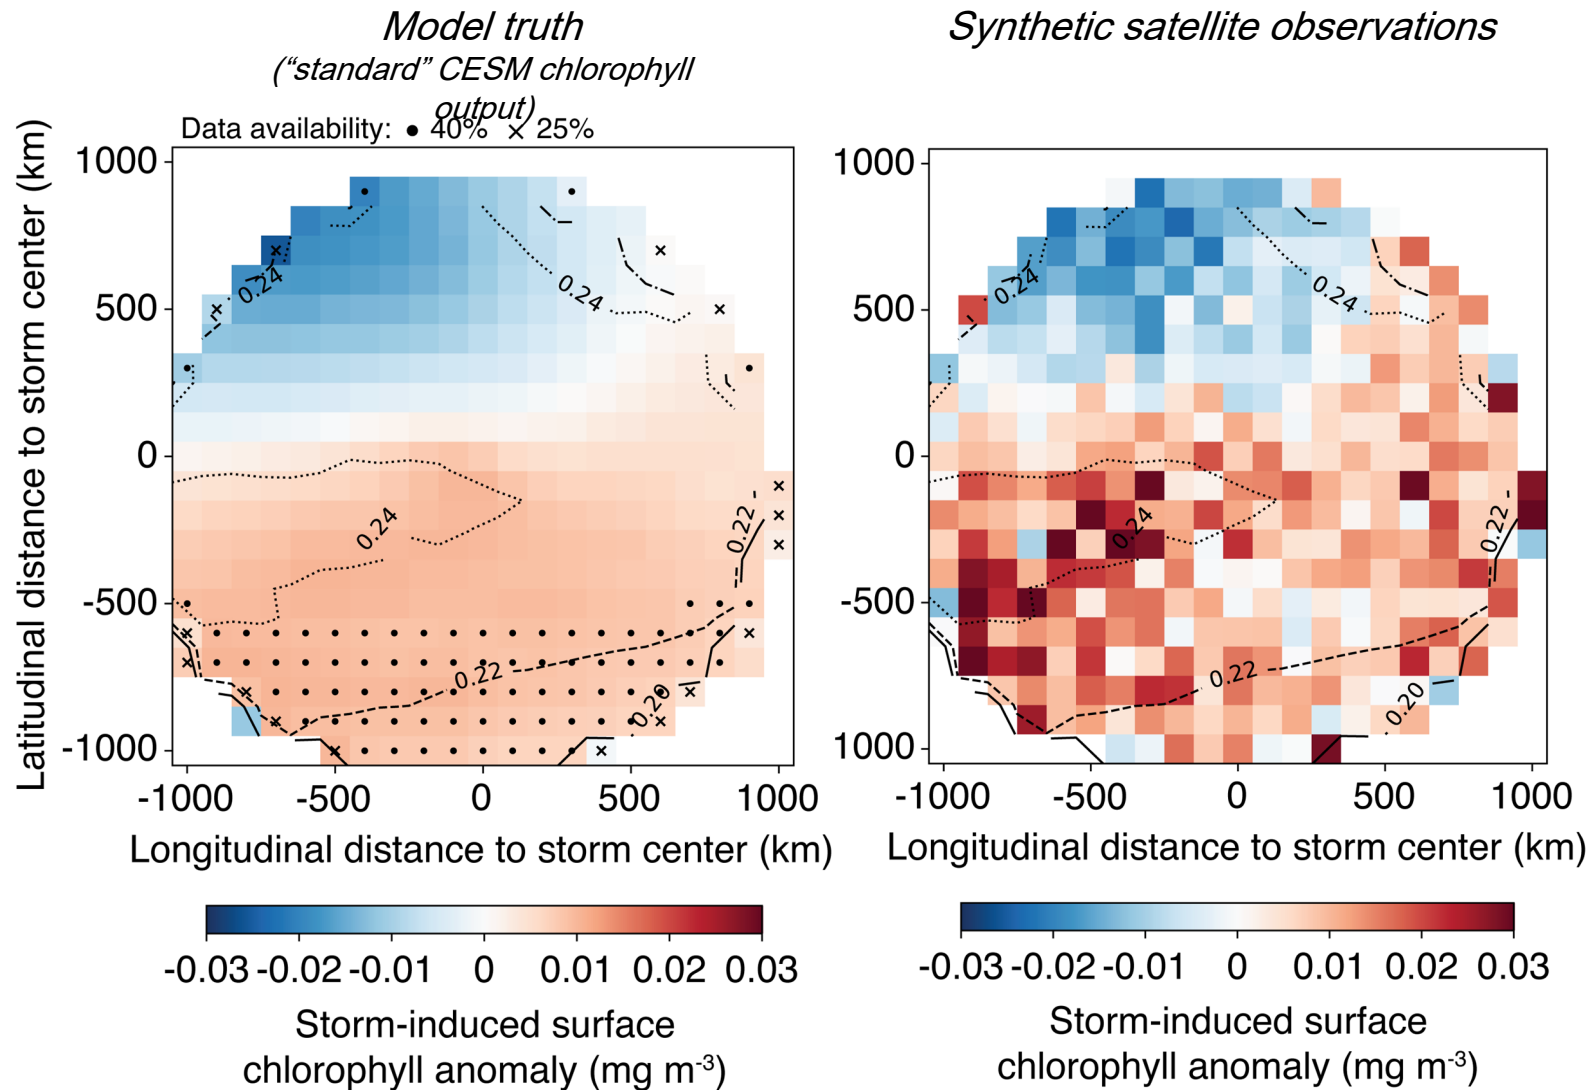 Model truth
("standard" CESM chlorophyll
output)
Data availability: • 40% × 25%
Synthetic satellite observations
Latitudinal distance to storm center (km)
1000
500
0
-500
-1000
0.24
0.24
0.24
0.22
0.22
0.20
-1000 -500 0 500 1000
Longitudinal distance to storm center (km)
-0.03 -0.02 -0.01 0 0.01 0.02 0.03
Storm-induced surface
chlorophyll anomaly (mg m⁻³)
1000
500
0
-500
1000
0.24
0.24
0.24
0.22
0.22
0.20
-1000 -500 0 500 1000
Longitudinal distance to storm center (km)
-0.03 -0.02 -0.01 0 0.01 0.02 0.03
Storm-induced surface
chlorophyll anomaly (mg m⁻³)